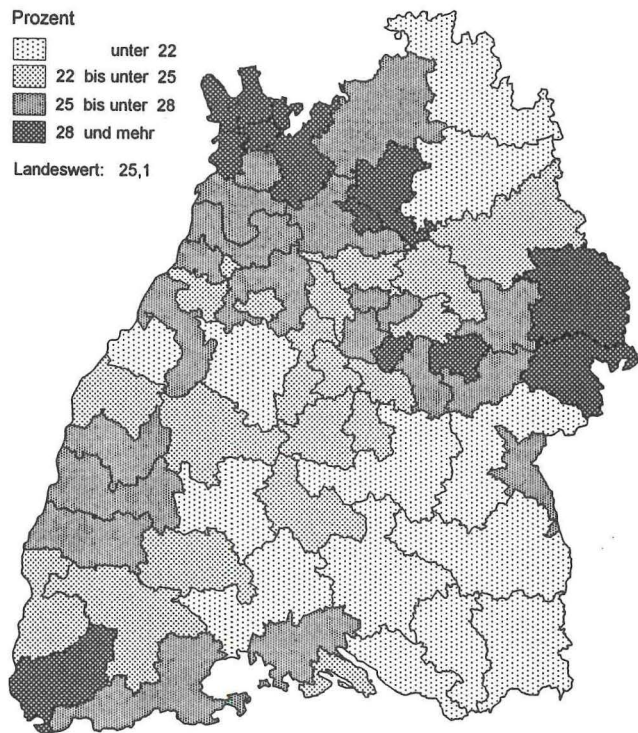 Prozent
unter 22
22 bis unter 25
25 bis unter 28
28 und mehr
Landeswert: 25,1